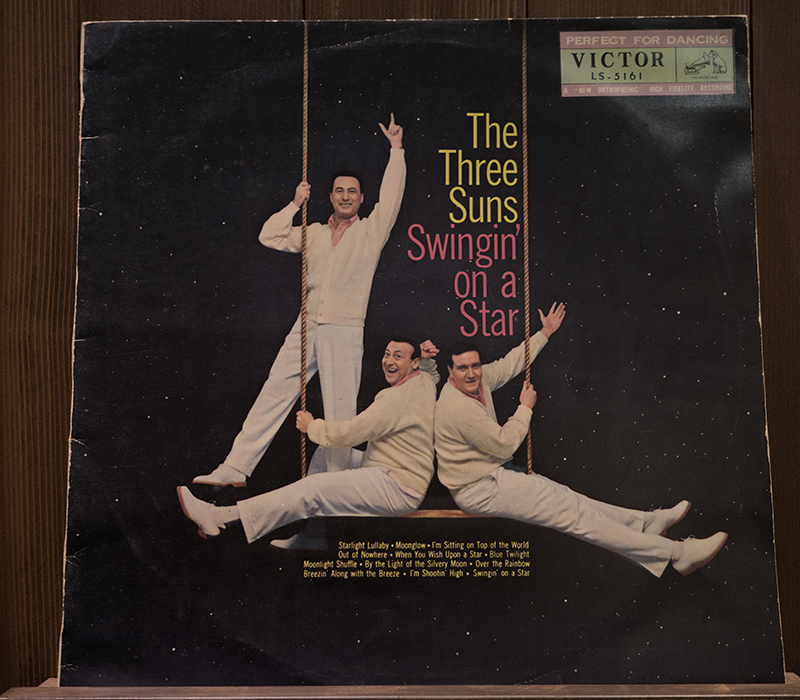 PERFECT FOR DANCING
VICTOR
LS-5161
A "NEW ORTHOPHONIC" HIGH FIDELITY RECORDING
The
Three
Suns
Swingin'
on a
Star
Starlight Lullaby • Moonglow • I'm Sitting on Top of the World
Out of Nowhere • When You Wish Upon a Star • Blue Twilight
Moonlight Shuffle • By the Light of the Silvery Moon • Over the Rainbow
Breezin' Along with the Breeze • I'm Shootin' High • Swingin' on a Star